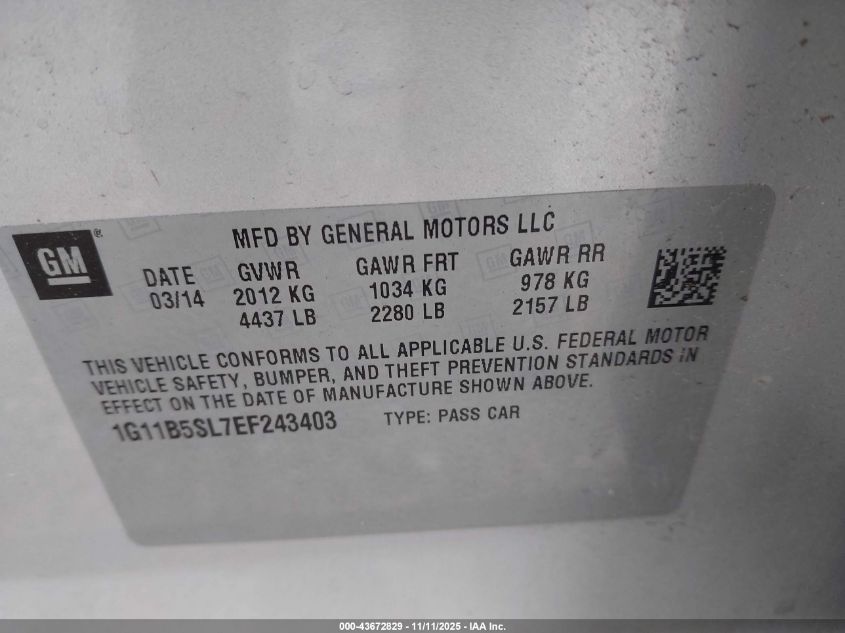 GM®
MFD BY GENERAL MOTORS LLC
DATE GVWR GAWR FRT GAWR RR
03/14 2012 KG 1034 KG 978 KG
4437 LB 2280 LB 2157 LB
THIS VEHICLE CONFORMS TO ALL APPLICABLE U.S. FEDERAL MOTOR
VEHICLE SAFETY, BUMPER, AND THEFT PREVENTION STANDARDS IN
EFFECT ON THE DATE OF MANUFACTURE SHOWN ABOVE.
1G11B5SL7EF243403 TYPE: PASS CAR
000-43672829 - 11/11/2025 - IAA Inc.